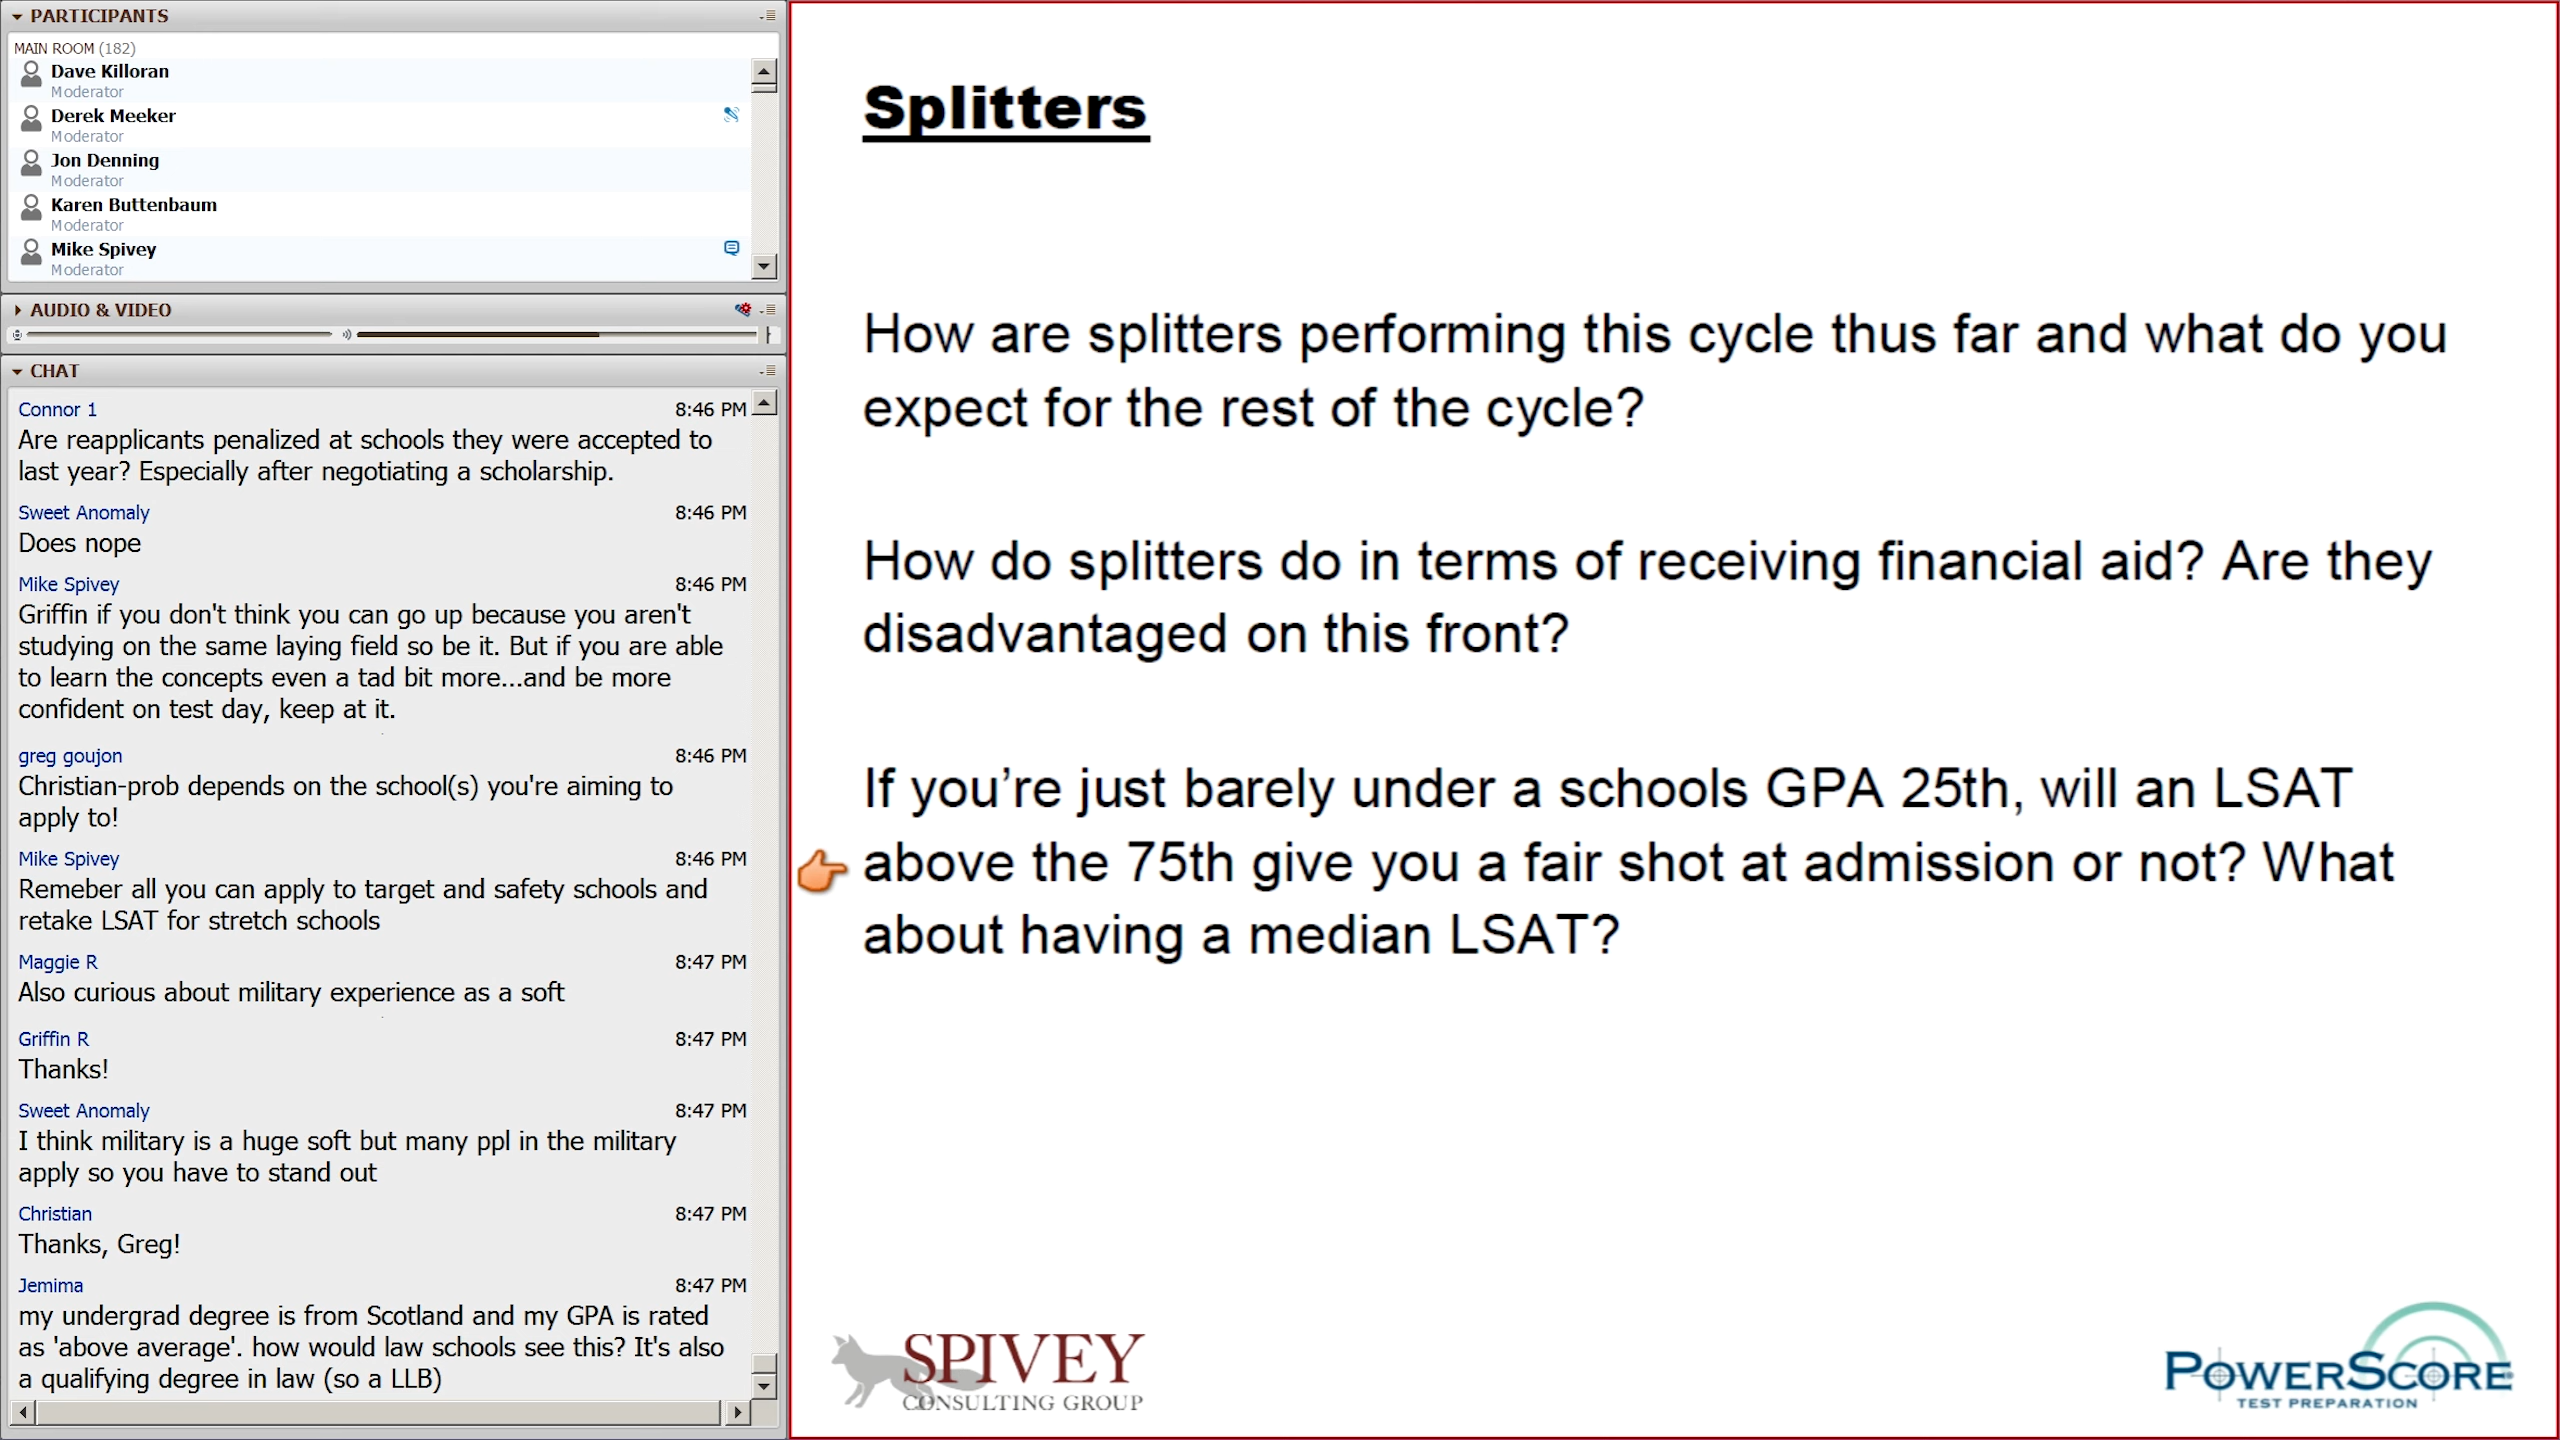 PARTICIPANTS
MAIN ROOM (182)
Dave Killoran
Moderator
Derek Meeker
Moderator
Jon Denning
Moderator
Karen Buttenbaum
Moderator
Mike Spivey
Moderator
AUDIO & VIDEO
CHAT
Connor 1 8:46 PM
Are reapplicants penalized at schools they were accepted to
last year? Especially after negotiating a scholarship.
Sweet Anomaly 8:46 PM
Does nope
Mike Spivey 8:46 PM
Griffin if you don't think you can go up because you aren't
studying on the same laying field so be it. But if you are able
to learn the concepts even a tad bit more...and be more
confident on test day, keep at it.
greg goujon 8:46 PM
Christian-prob depends on the school(s) you're aiming to
apply to!
Mike Spivey 8:46 PM
Remeber all you can apply to target and safety schools and
retake LSAT for stretch schools
Maggie R 8:47 PM
Also curious about military experience as a soft
Griffin R 8:47 PM
Thanks!
Sweet Anomaly 8:47 PM
I think military is a huge soft but many ppl in the military
apply so you have to stand out
Christian 8:47 PM
Thanks, Greg!
Jemima 8:47 PM
my undergrad degree is from Scotland and my GPA is rated
as 'above average'. how would law schools see this? It's also
a qualifying degree in law (so a LLB)
Splitters
How are splitters performing this cycle thus far and what do you
expect for the rest of the cycle?
How do splitters do in terms of receiving financial aid? Are they
disadvantaged on this front?
If you’re just barely under a schools GPA 25th, will an LSAT
above the 75th give you a fair shot at admission or not? What
about having a median LSAT?
SPIVEY
CONSULTING GROUP
POWERSCORE®
TEST PREPARATION